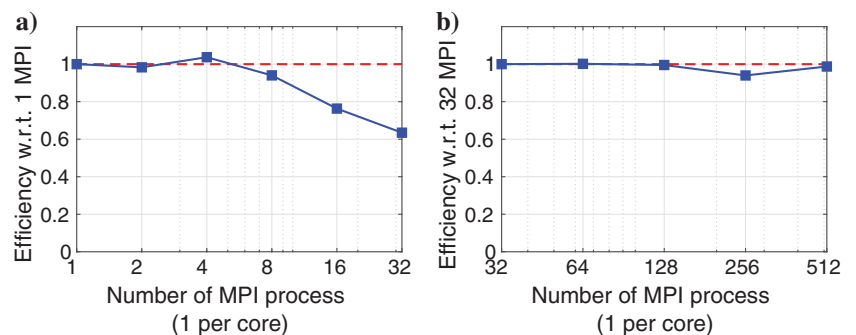 a)
Efficiency w.r.t. 1 MPI
1
0.8
0.6
0.4
0.2
0
1 2 4 8 16 32
Number of MPI process
(1 per core)
b)
Efficiency w.r.t. 32 MPI
1
0.8
0.6
0.4
0.2
0
32 64 128 256 512
Number of MPI process
(1 per core)